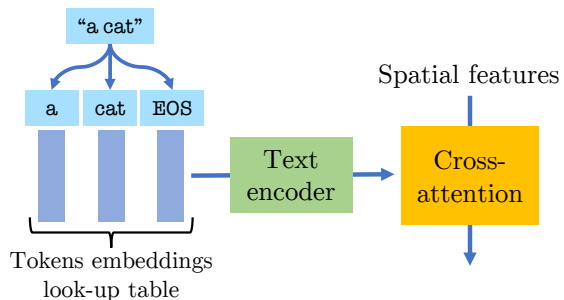 “a cat”
a
cat
EOS
Spatial features
Text
encoder
Cross-
attention
Tokens embeddings
look-up table